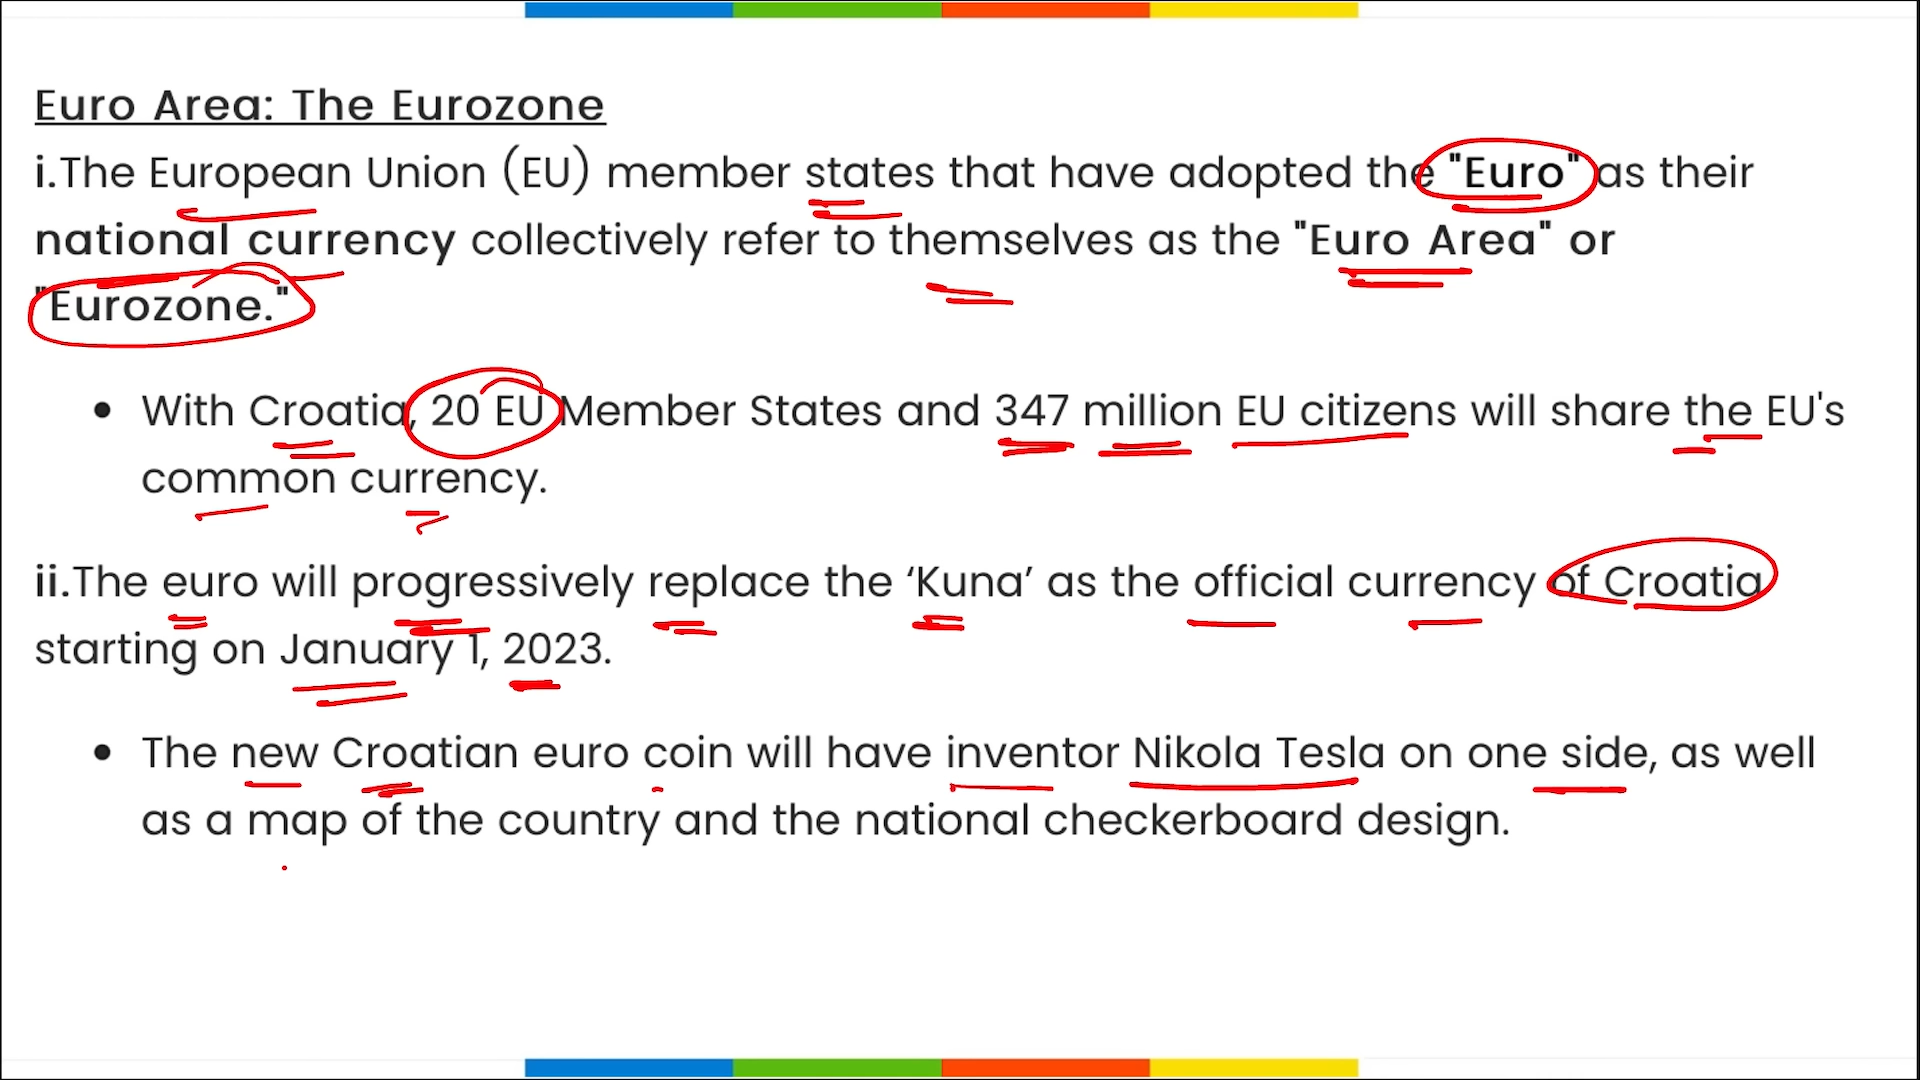 Euro Area: The Eurozone
i.The European Union (EU) member states that have adopted the "Euro" as their
national currency collectively refer to themselves as the "Euro Area" or
"Eurozone."
• With Croatia, 20 EU Member States and 347 million EU citizens will share the EU's
common currency.
ii.The euro will progressively replace the ‘Kuna’ as the official currency of Croatia
starting on January 1, 2023.
• The new Croatian euro coin will have inventor Nikola Tesla on one side, as well
as a map of the country and the national checkerboard design.